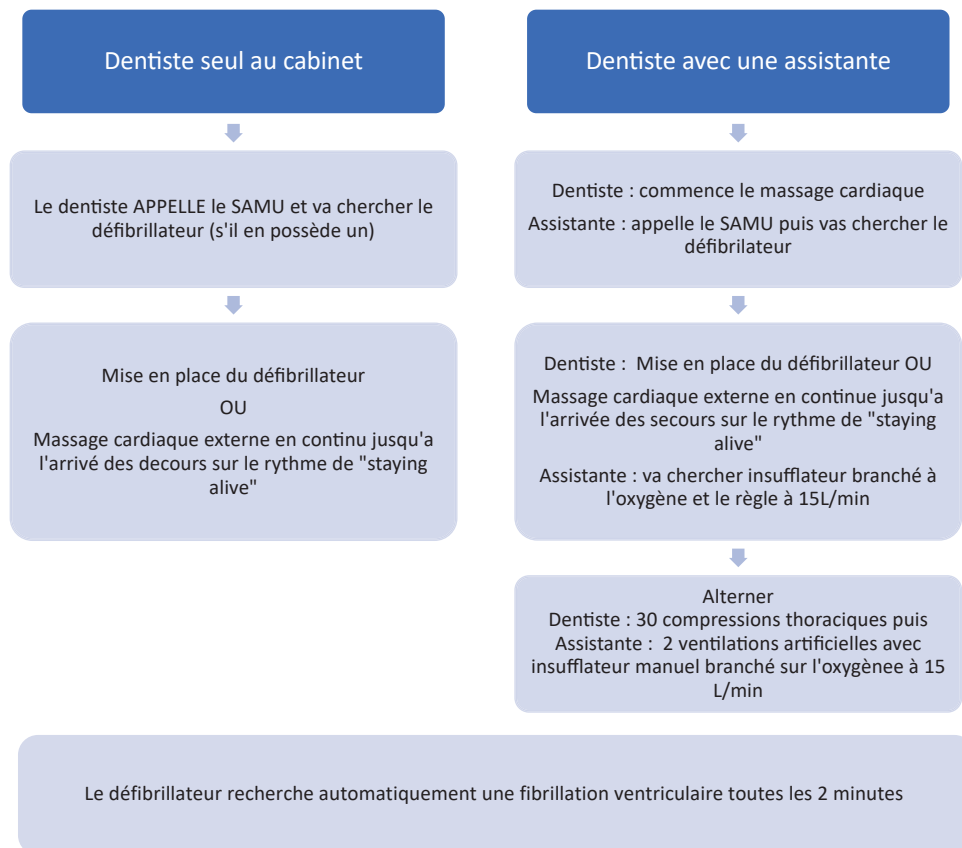 Dentiste seul au cabinet
Le dentiste APPELLE le SAMU et va chercher le
défibrillateur (s'il en possède un)
Mise en place du défibrillateur
OU
Massage cardiaque externe en continu jusqu'a
l'arrivé des decours sur le rythme de "staying
alive"
Dentiste avec une assistante
Dentiste : commence le massage cardiaque
Assistante : appelle le SAMU puis vas chercher le
défibrilateur
Dentiste :  Mise en place du défibrillateur OU
Massage cardiaque externe en continue jusqu'a
l'arrivée des secours sur le rythme de "staying
alive"
Assistante : va chercher insufflateur branché à
l'oxygène et le règle à 15L/min
Alterner
Dentiste : 30 compressions thoraciques puis
Assistante :  2 ventilations artificielles avec
insufflateur manuel branché sur l'oxygènee à 15
L/min
Le défibrillateur recherche automatiquement une fibrillation ventriculaire toutes les 2 minutes